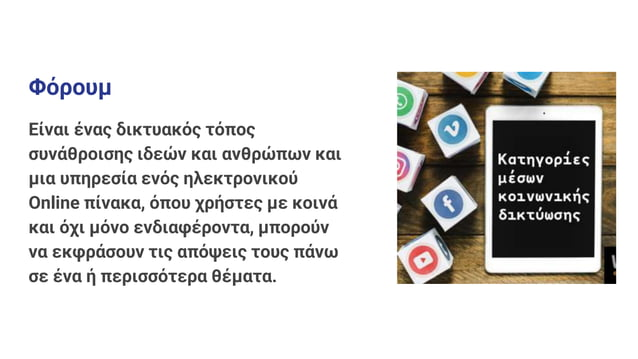 Φόρουμ
Είναι ένας δικτυακός τόπος
συνάθροισης ιδεών και ανθρώπων και
μια υπηρεσία ενός ηλεκτρονικού
Online πίνακα, όπου χρήστες με κοινά
και όχι μόνο ενδιαφέροντα, μπορούν
να εκφράσουν τις απόψεις τους πάνω
σε ένα ή περισσότερα θέματα.
Κατηγορίες
μέσων
κοινωνικής
δικτύωσης